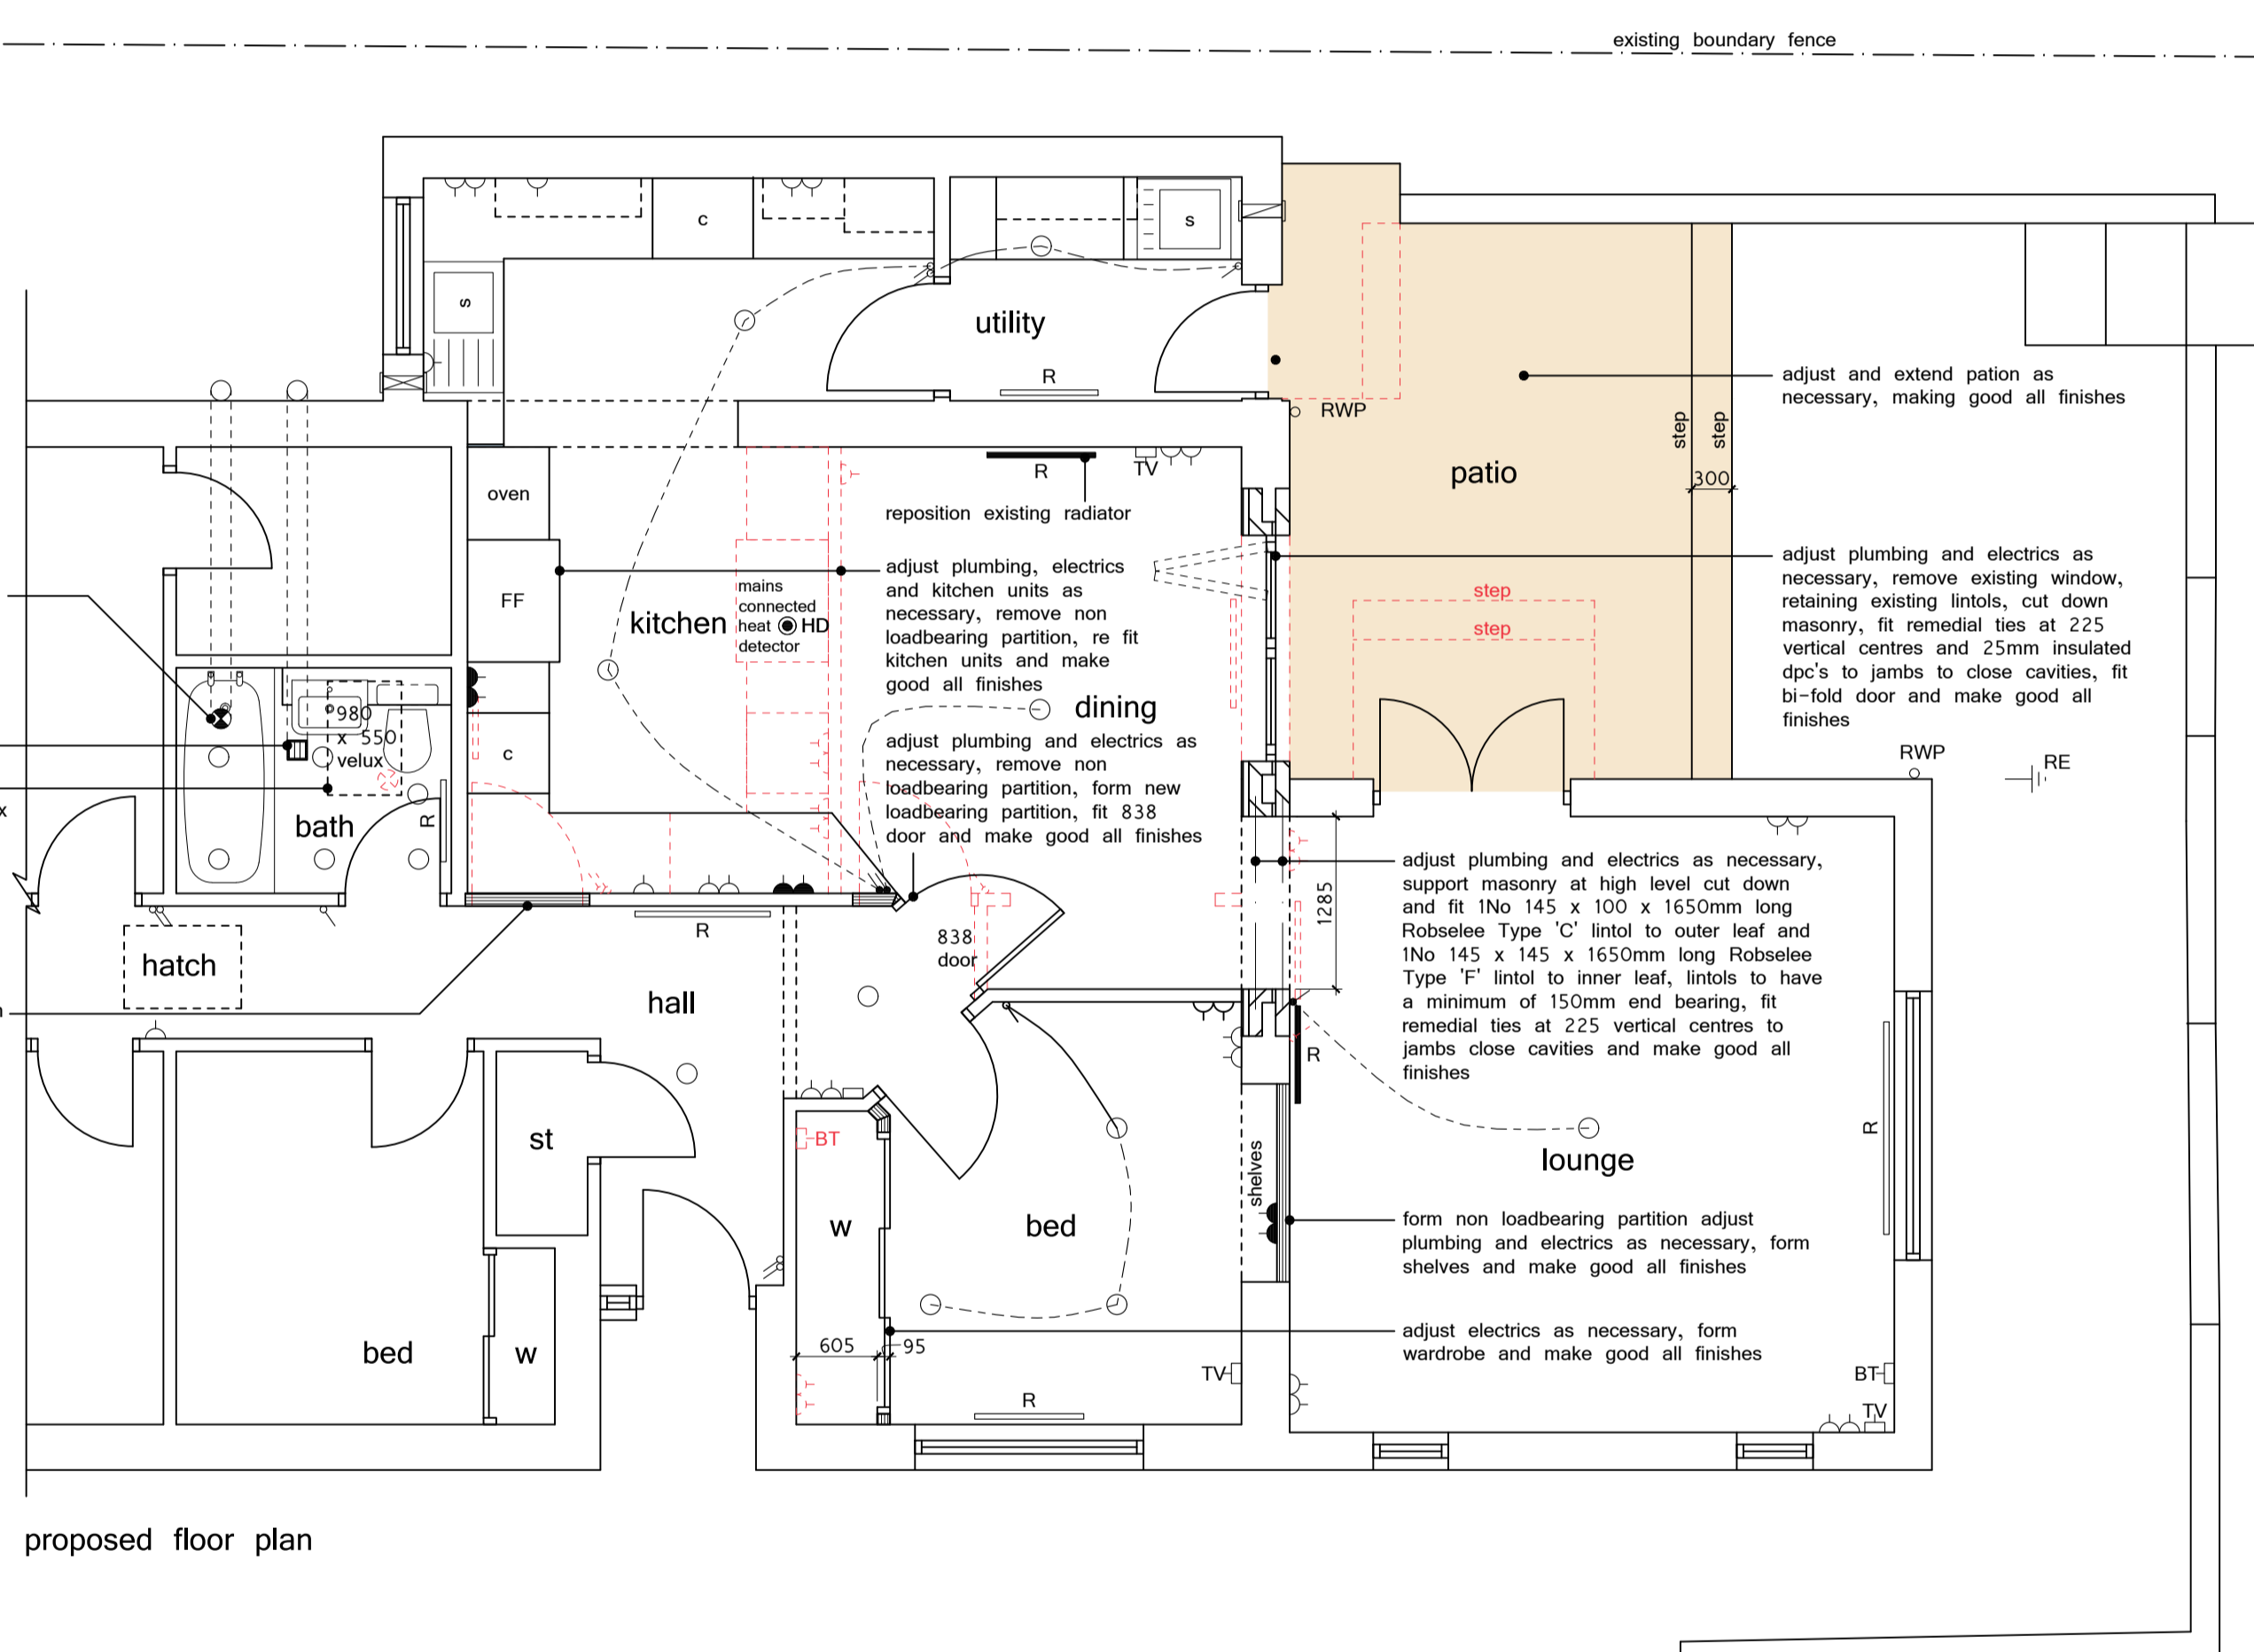 existing boundary fence
c
s
s
utility
R
RWP
adjust and extend pation as
necessary, making good all finishes
step
step
300
patio
R
TV
oven
reposition existing radiator
adjust plumbing, electrics
and kitchen units as
necessary, remove non
loadbearing partition, re fit
kitchen units and make
good all finishes
FF
kitchen
mains
connected
heat HD
detector
step
step
adjust plumbing and electrics as
necessary, remove existing window,
retaining existing lintols, cut down
masonry, fit remedial ties at 225
vertical centres and 25mm insulated
dpc's to jambs to close cavities, fit
bi-fold door and make good all
finishes
dining
adjust plumbing and electrics as
necessary, remove non
loadbearing partition, form new
loadbearing partition, fit 838
door and make good all finishes
980
x 550
velux
c
RWP
RE
x
bath
R
adjust plumbing and electrics as necessary,
support masonry at high level cut down
and fit 1No 145 x 100 x 1650mm long
Robselee Type 'C' lintol to outer leaf and
1No 145 x 145 x 1650mm long Robselee
Type 'F' lintol to inner leaf, lintols to have
a minimum of 150mm end bearing, fit
remedial ties at 225 vertical centres to
jambs close cavities and make good all
finishes
1285
R
838
door
hatch
hall
n
R
st
BT
shelves
lounge
R
w
bed
form non loadbearing partition adjust
plumbing and electrics as necessary, form
shelves and make good all finishes
adjust electrics as necessary, form
wardrobe and make good all finishes
605
95
bed
w
TV
R
BT
TV
proposed floor plan